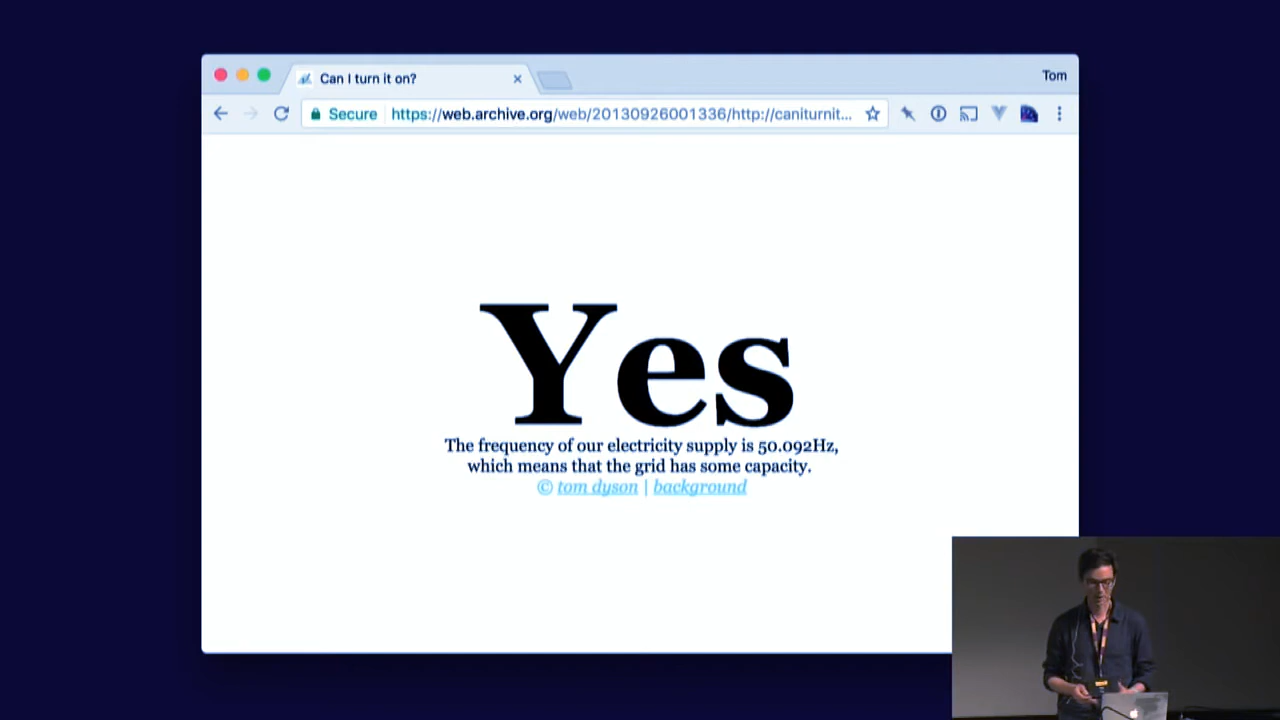 Can I turn it on?
Tom
Secure
https://web.archive.org/web/20130926001336/http://caniturnit...
Yes
The frequency of our electricity supply is 50.092Hz,
which means that the grid has some capacity.
© tom dyson | background